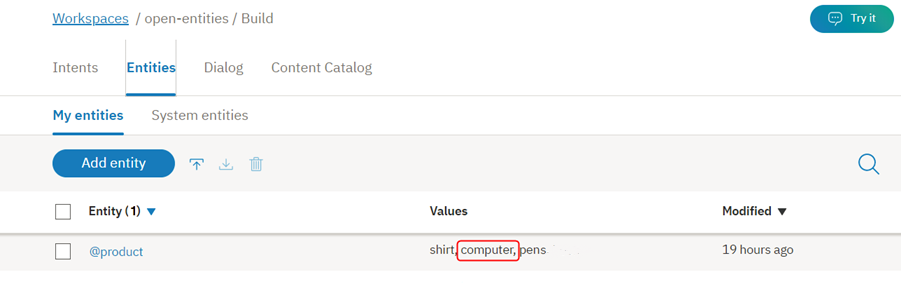 Workspaces / open-entities / Build
Try it
Intents Entities Dialog Content Catalog
My entities System entities
Add entity
Entity (1) ▼ Values Modified ▼
@product shirt, computer, pens 19 hours ago